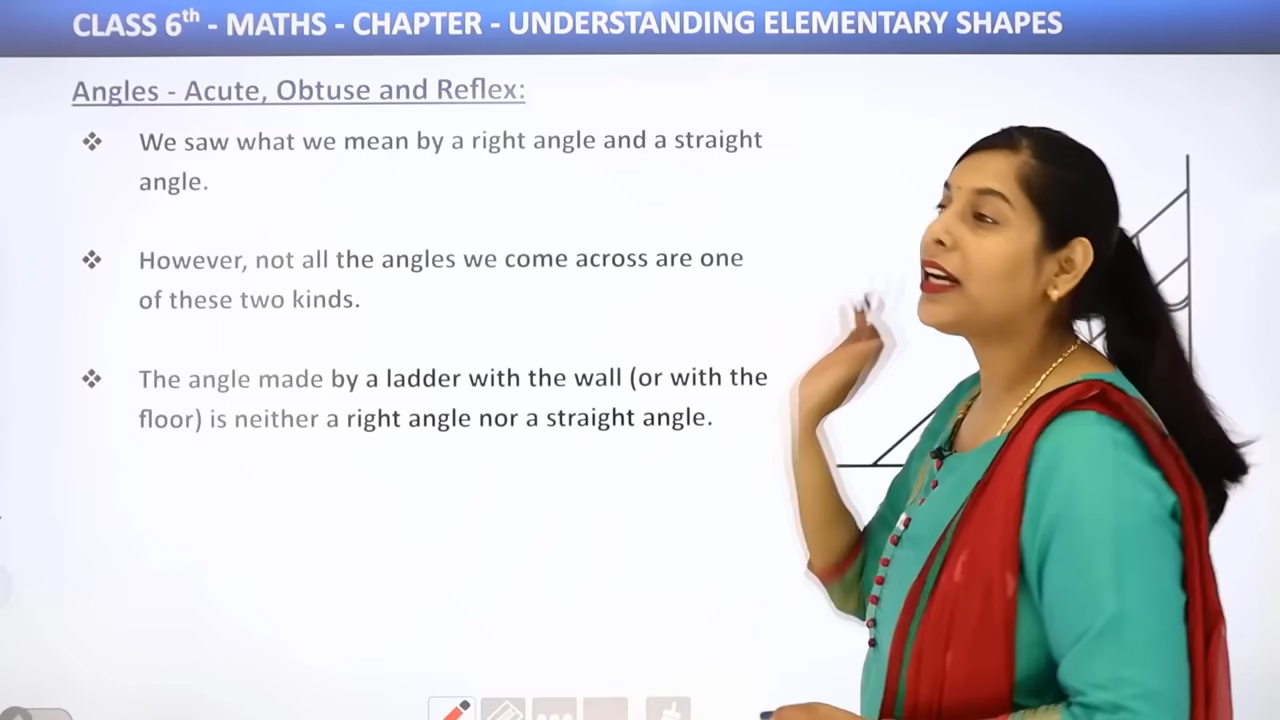 CLASS 6th - MATHS - CHAPTER - UNDERSTANDING ELEMENTARY SHAPES
Angles - Acute, Obtuse and Reflex:
We saw what we mean by a right angle and a straight
angle.
However, not all the angles we come across are one
of these two kinds.
The angle made by a ladder with the wall (or with the
floor) is neither a right angle nor a straight angle.